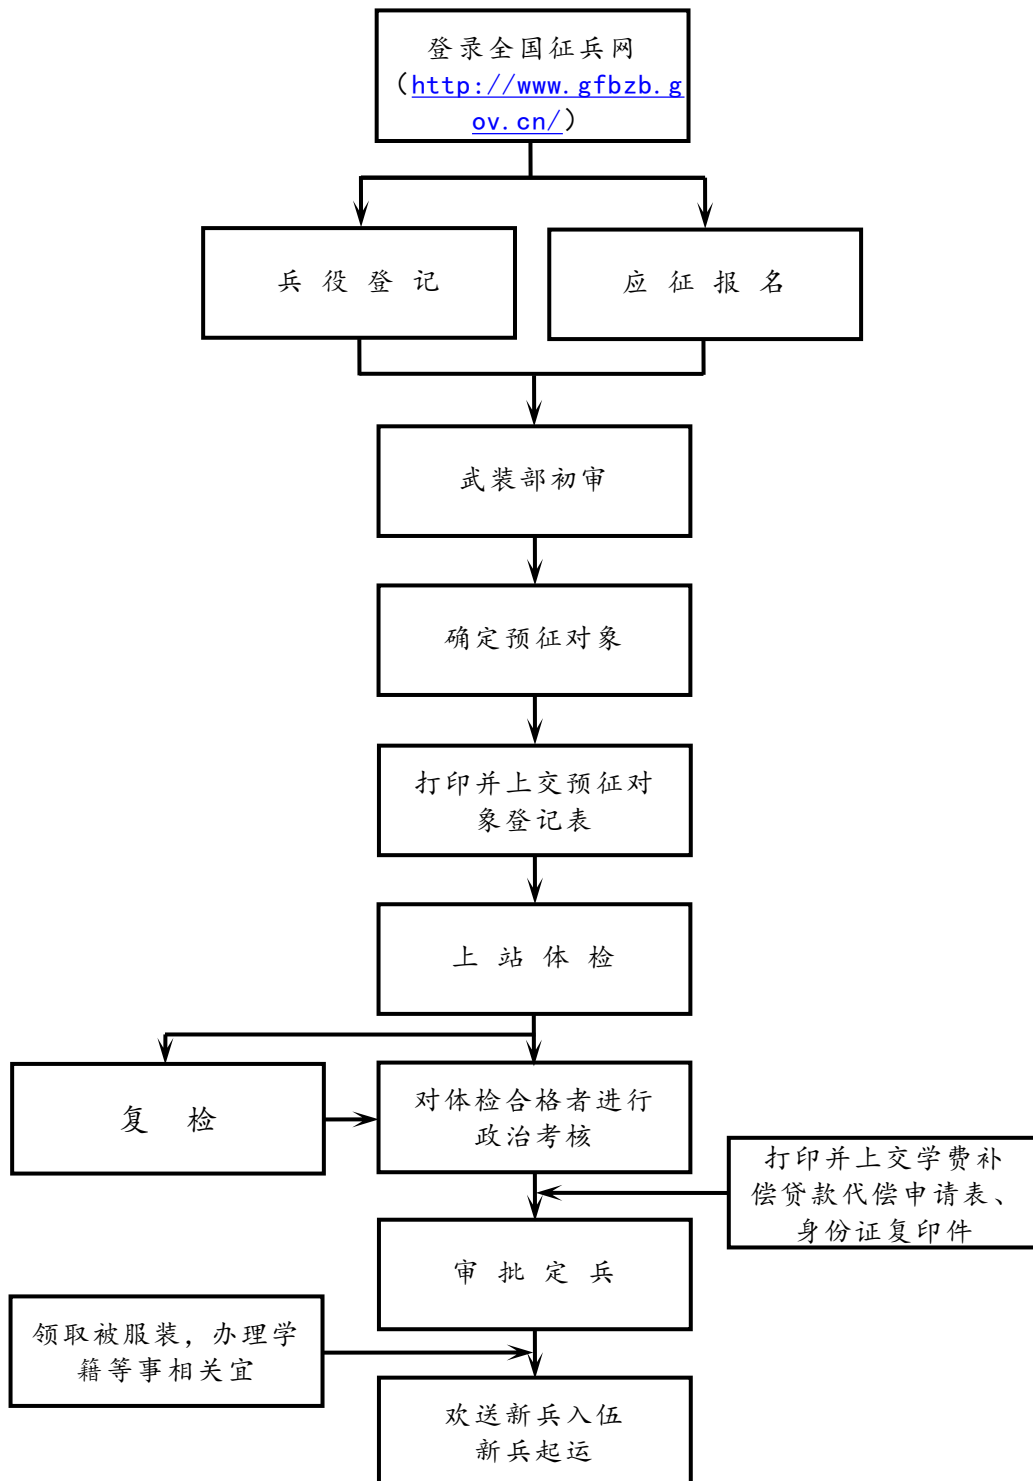 登录全国征兵网
（http://www.gfbzb.g
ov.cn/）
兵 役 登 记
应 征 报 名
武装部初审
确定预征对象
打印并上交预征对
象登记表
上 站 体 检
复 检
对体检合格者进行
政治考核
打印并上交学费补
偿贷款代偿申请表、
身份证复印件
审 批 定 兵
领取被服装，办理学
籍等事相关宜
欢送新兵入伍
新兵起运